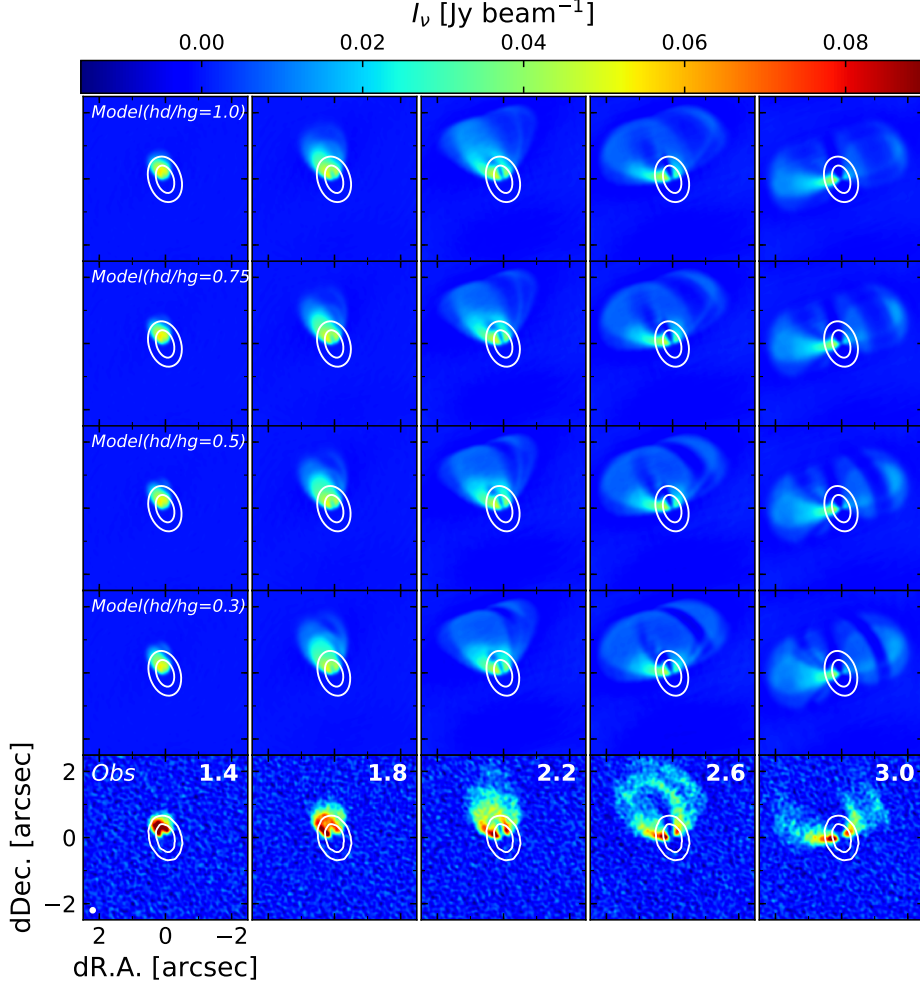 I_ν [Jy beam⁻¹]
0.00 0.02 0.04 0.06 0.08
Model(hd/hg=1.0)
Model(hd/hg=0.75
Model(hd/hg=0.5)
Model(hd/hg=0.3)
Obs 1.4 1.8 2.2 2.6 3.0
2
0
−2
dDec. [arcsec]
2 0 −2
dR.A. [arcsec]